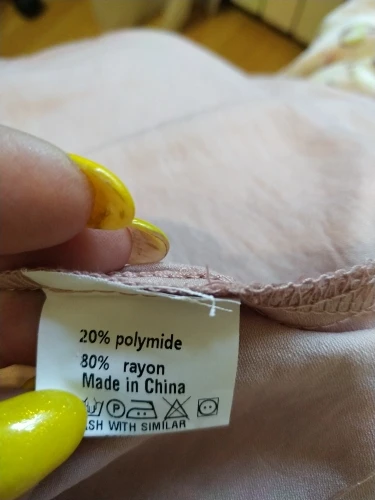 20% polymide
80% rayon
Made in China
P
SH WITH SIMILAR